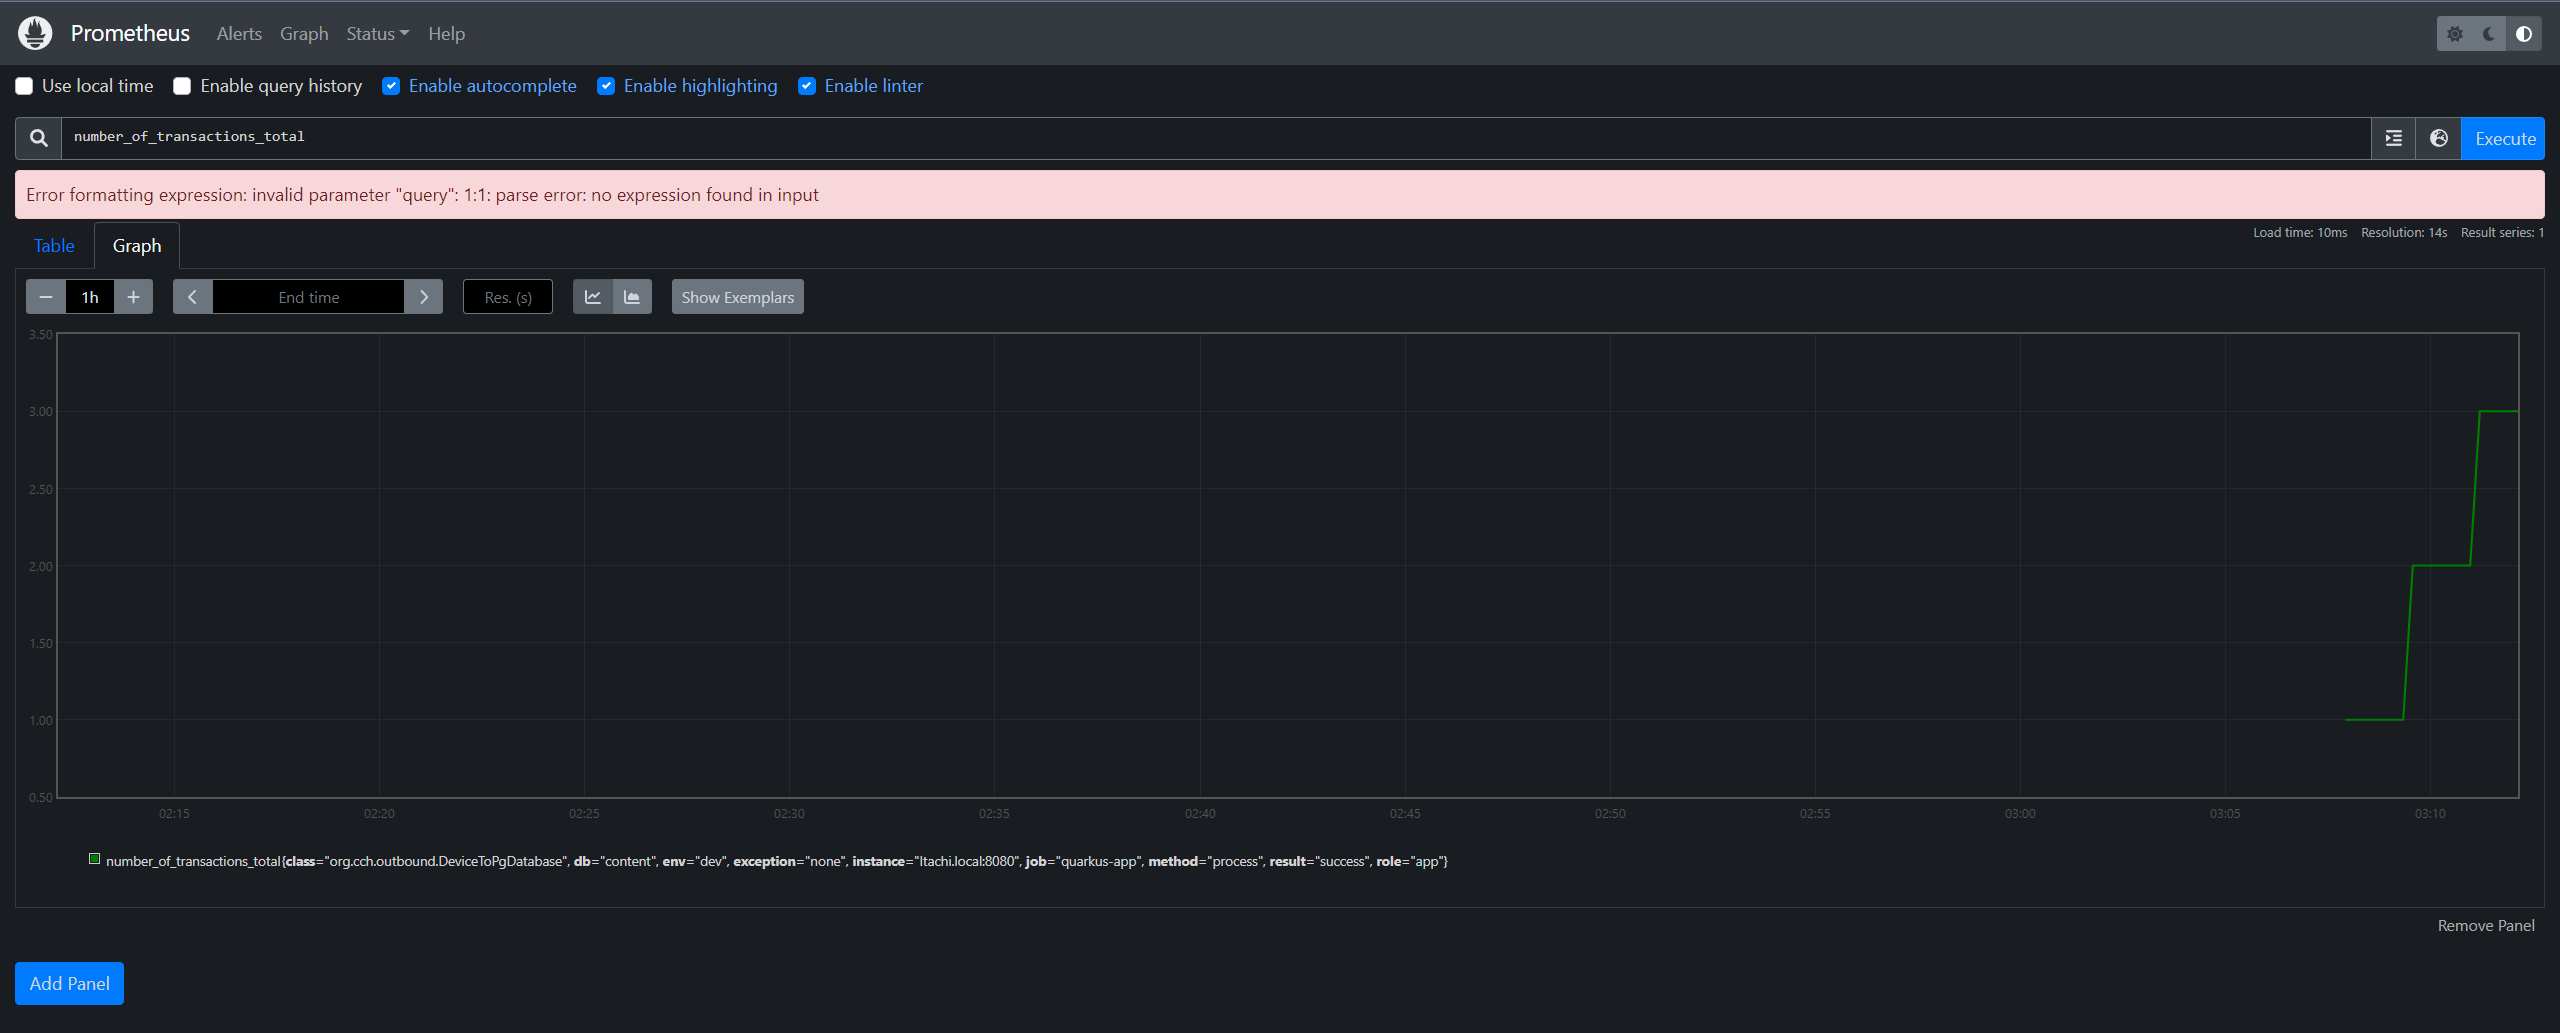 Prometheus Alerts Graph Status Help
Use local time Enable query history Enable autocomplete Enable highlighting Enable linter
number_of_transactions_total Execute
Error formatting expression: invalid parameter "query": 1:1: parse error: no expression found in input
Table Graph Load time: 10ms Resolution: 14s Result series: 1
1h End time Res. (s) Show Exemplars
3.50
3.00
2.50
2.00
1.50
1.00
0.50
02:15 02:20 02:25 02:30 02:35 02:40 02:45 02:50 02:55 03:00 03:05 03:10
number_of_transactions_total{class="org.cch.outbound.DeviceToPgDatabase", db="content", env="dev", exception="none", instance="Itachi.local:8080", job="quarkus-app", method="process", result="success", role="app"}
Remove Panel
Add Panel